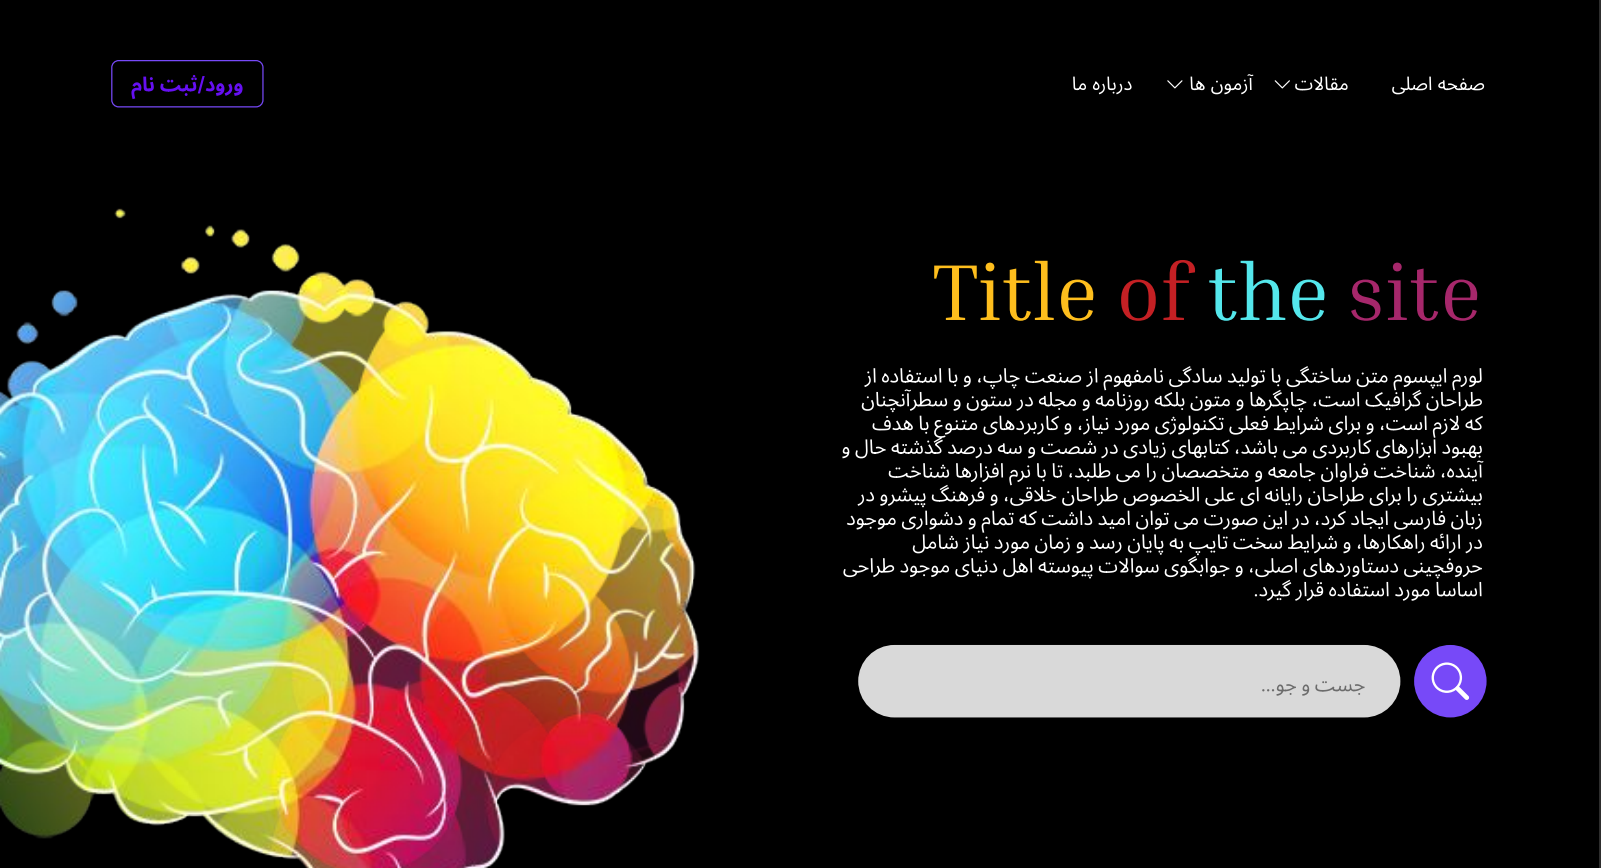 صفحه اصلی
مقالات
آزمون ها
درباره ما
ورود/ثبت نام
Title of the site
لورم ایپسوم متن ساختگی با تولید سادگی نامفهوم از صنعت چاپ، و با استفاده از
طراحان گرافیک است، چاپگرها و متون بلکه روزنامه و مجله در ستون و سطرآنچنان
که لازم است، و برای شرایط فعلی تکنولوژی مورد نیاز، و کاربردهای متنوع با هدف
بهبود ابزارهای کاربردی می باشد، کتابهای زیادی در شصت و سه درصد گذشته حال و
آینده، شناخت فراوان جامعه و متخصصان را می طلبد، تا با نرم افزارها شناخت
بیشتری را برای طراحان رایانه ای علی الخصوص طراحان خلاقی، و فرهنگ پیشرو در
زبان فارسی ایجاد کرد، در این صورت می توان امید داشت که تمام و دشواری موجود
در ارائه راهکارها، و شرایط سخت تایپ به پایان رسد و زمان مورد نیاز شامل
حروفچینی دستاوردهای اصلی، و جوابگوی سوالات پیوسته اهل دنیای موجود طراحی
اساسا مورد استفاده قرار گیرد.
جست و جو...